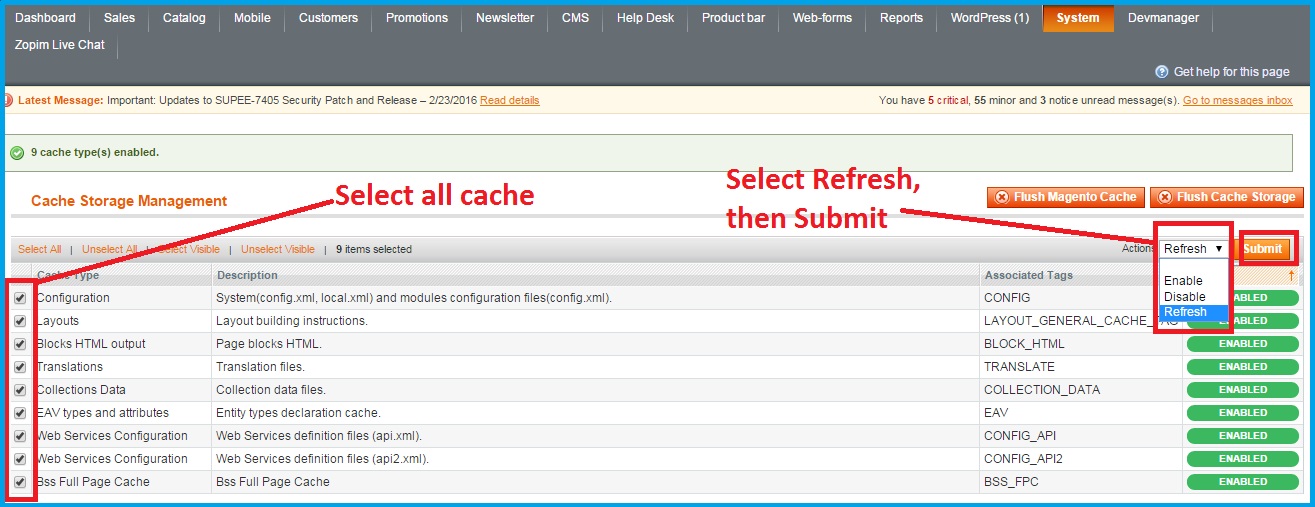 Dashboard Sales Catalog Mobile Customers Promotions Newsletter CMS Help Desk Product bar Web-forms Reports WordPress (1) System Devmanager
Zopim Live Chat
Get help for this page
Latest Message: Important: Updates to SUPEE-7405 Security Patch and Release – 2/23/2016 Read details You have 5 critical, 55 minor and 3 notice unread message(s). Go to messages inbox
9 cache type(s) enabled.
Select all cache
Select Refresh,
then Submit
Cache Storage Management Flush Magento Cache Flush Cache Storage
Select All | Unselect All | Select Visible | Unselect Visible | 9 items selected Actions Refresh Submit
Enable
Disable
Refresh
Cache Type Description Associated Tags
Configuration System(config.xml, local.xml) and modules configuration files(config.xml). CONFIG ENABLED
Layouts Layout building instructions. LAYOUT_GENERAL_CACHE_TAG ENABLED
Blocks HTML output Page blocks HTML. BLOCK_HTML ENABLED
Translations Translation files. TRANSLATE ENABLED
Collections Data Collection data files. COLLECTION_DATA ENABLED
EAV types and attributes Entity types declaration cache. EAV ENABLED
Web Services Configuration Web Services definition files (api.xml). CONFIG_API ENABLED
Web Services Configuration Web Services definition files (api2.xml). CONFIG_API2 ENABLED
Bss Full Page Cache Bss Full Page Cache BSS_FPC ENABLED